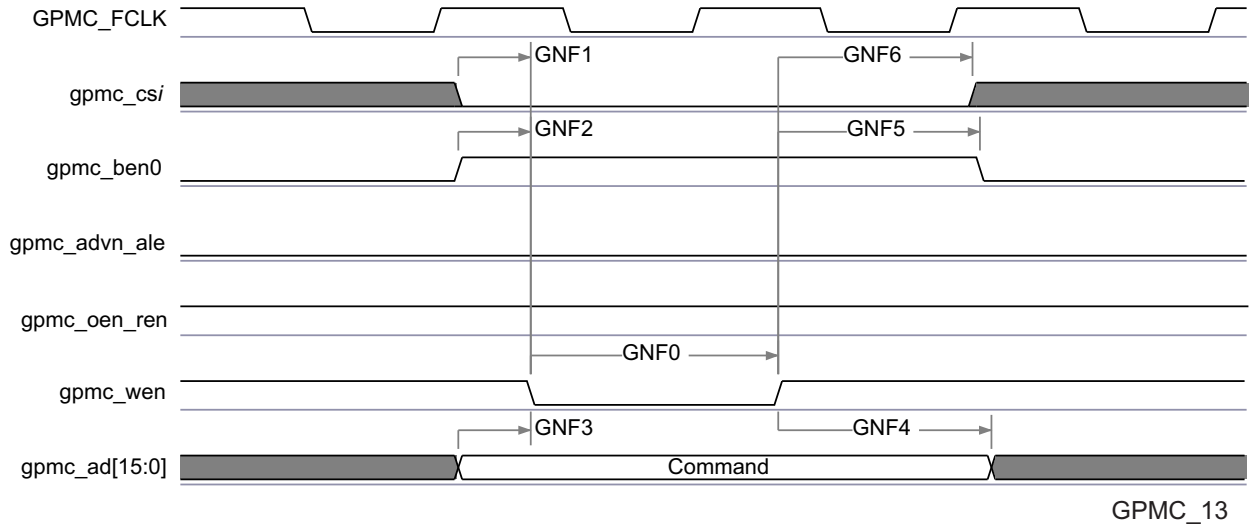 GPMC_FCLK
GNF1
GNF6
gpmc_csi
GNF2
GNF5
gpmc_ben0
gpmc_advn_ale
gpmc_oen_ren
GNF0
gpmc_wen
GNF3
GNF4
gpmc_ad[15:0]
Command
GPMC_13